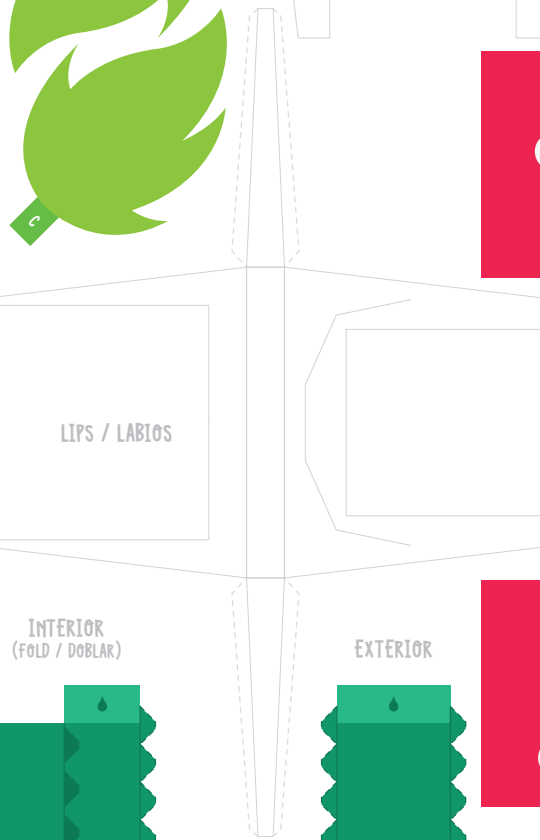 C
LIPS / LABIOS
INTERIOR
(FOLD / DOBLAR)
EXTERIOR